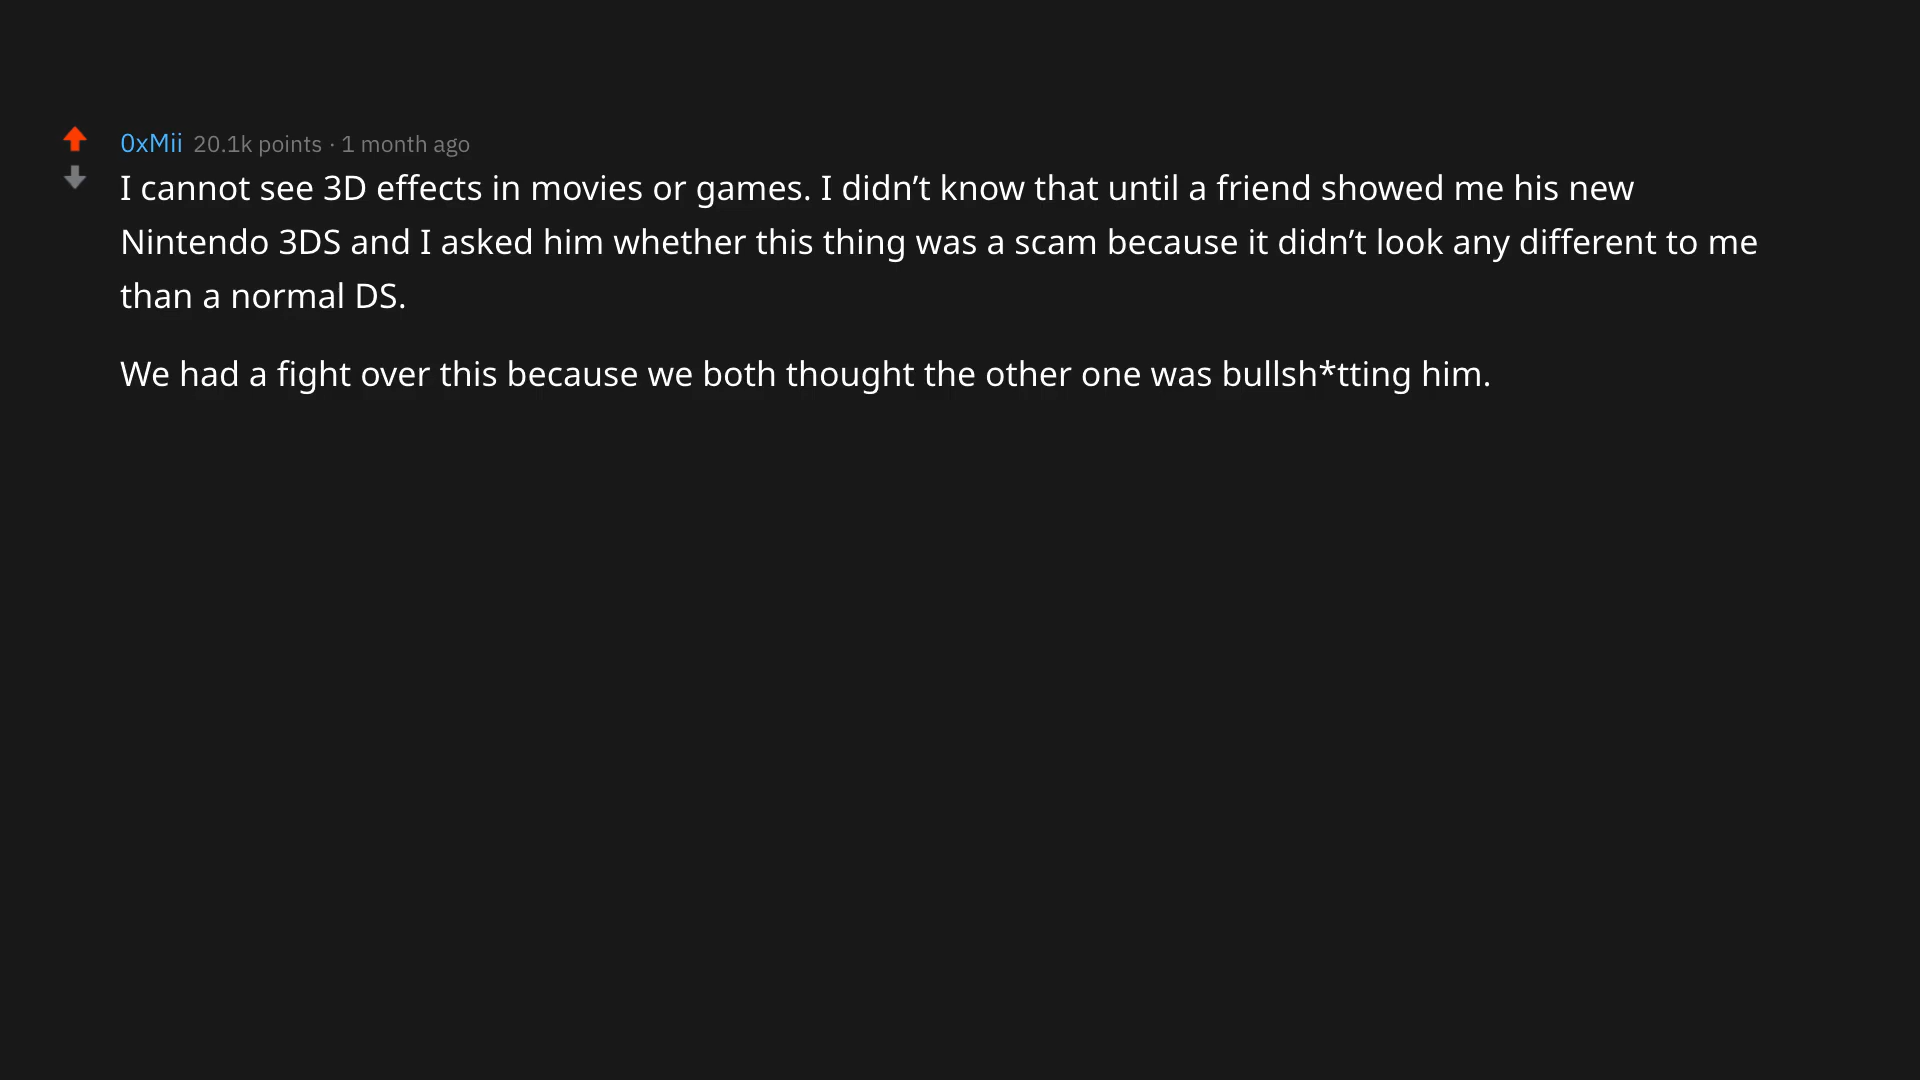 0xMii 20.1k points · 1 month ago
I cannot see 3D effects in movies or games. I didn’t know that until a friend showed me his new
Nintendo 3DS and I asked him whether this thing was a scam because it didn’t look any different to me
than a normal DS.
We had a fight over this because we both thought the other one was bullsh*tting him.